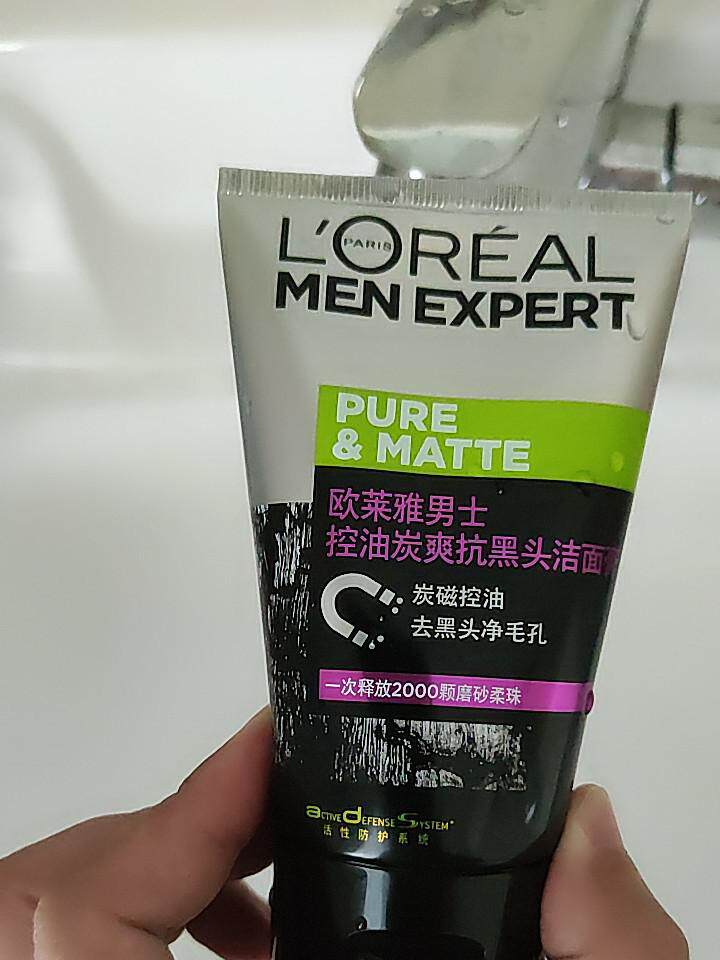 L'ORÉAL
PARIS
MEN EXPERT
PURE
& MATTE
欧莱雅男士
控油炭爽抗黑头洁面膏
炭磁控油
去黑头净毛孔
一次释放2000颗磨砂柔珠
ACTIVE DEFENSE SYSTEM
活性防护系统